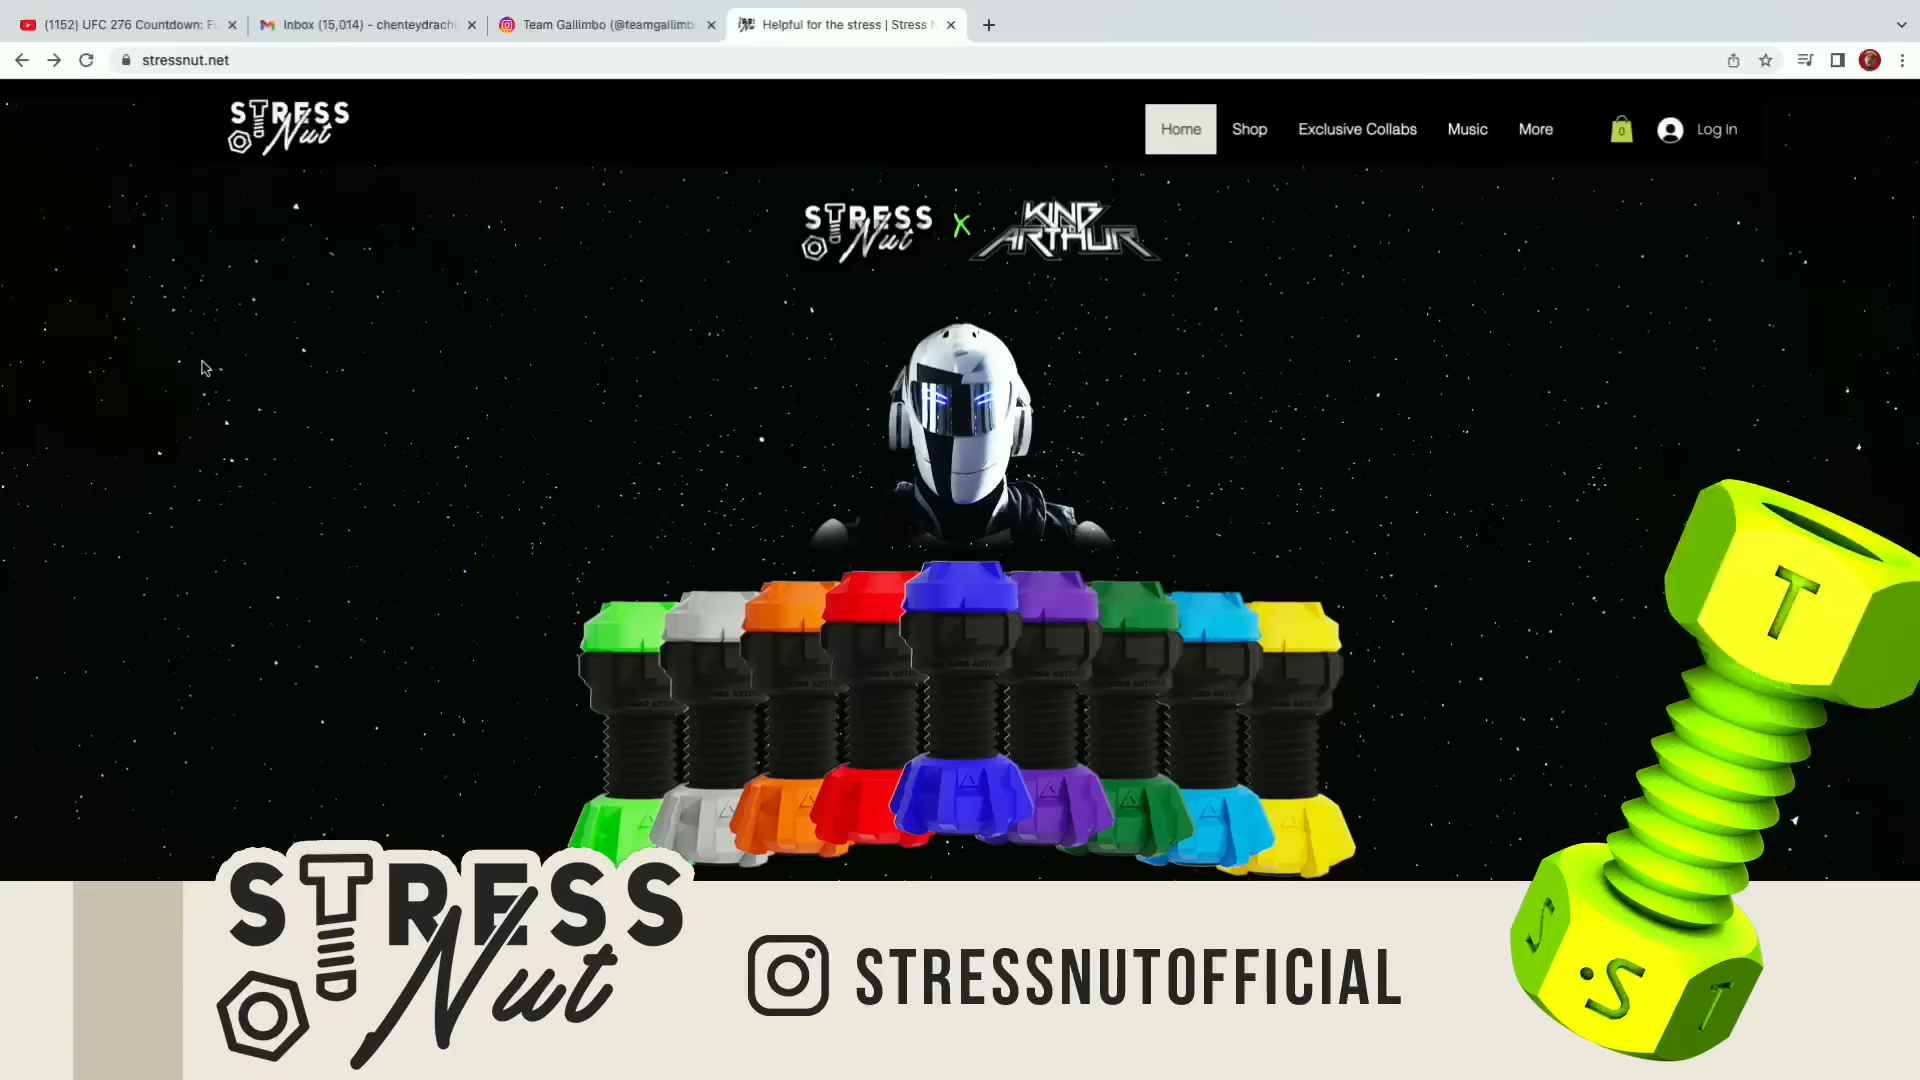 (1152) UFC 276 Countdown: Fu
Inbox (15,014) - chenteydrach
Team Gallimbo (@teamgallimb
Helpful for the stress | Stress N
stressnut.net
STRESS
Nut
Home
Shop
Exclusive Collabs
Music
More
0
Log In
STRESS
Nut
X
KING
ARTHUR
T
STRESS
Nut
STRESSNUTOFFICIAL
S
S
T